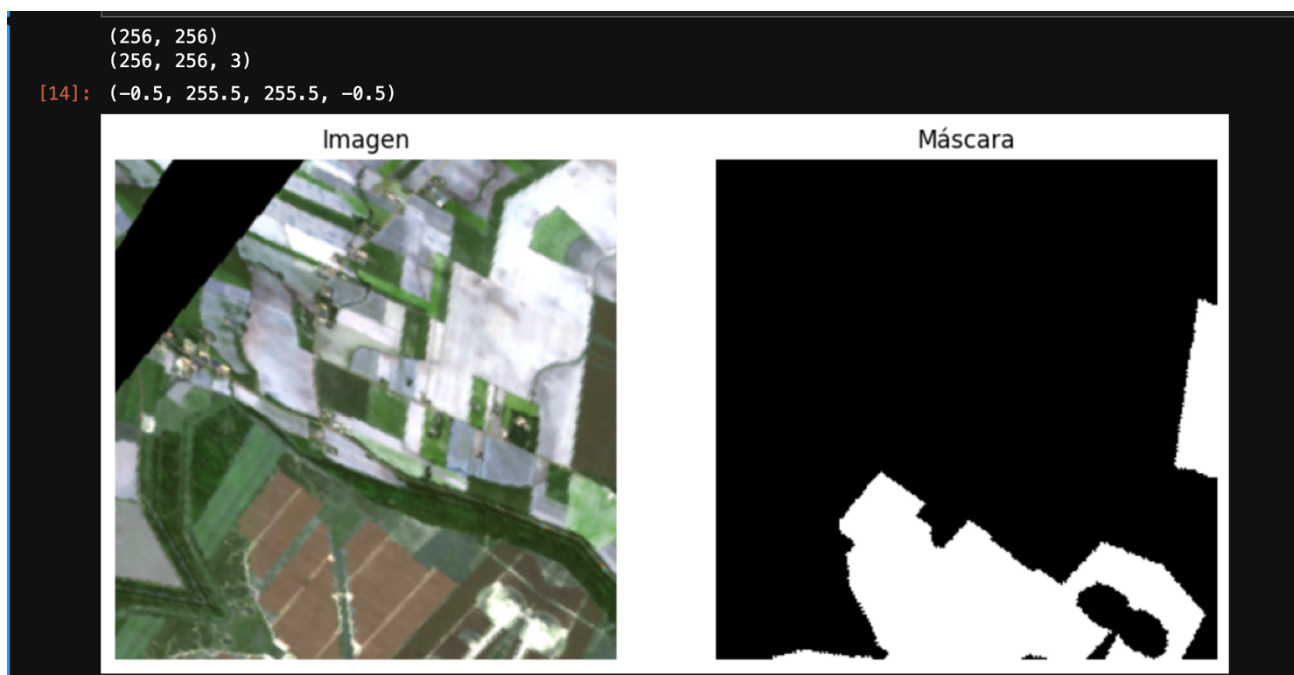 (256, 256)
(256, 256, 3)
[14]: (-0.5, 255.5, 255.5, -0.5)
Imagen
Máscara